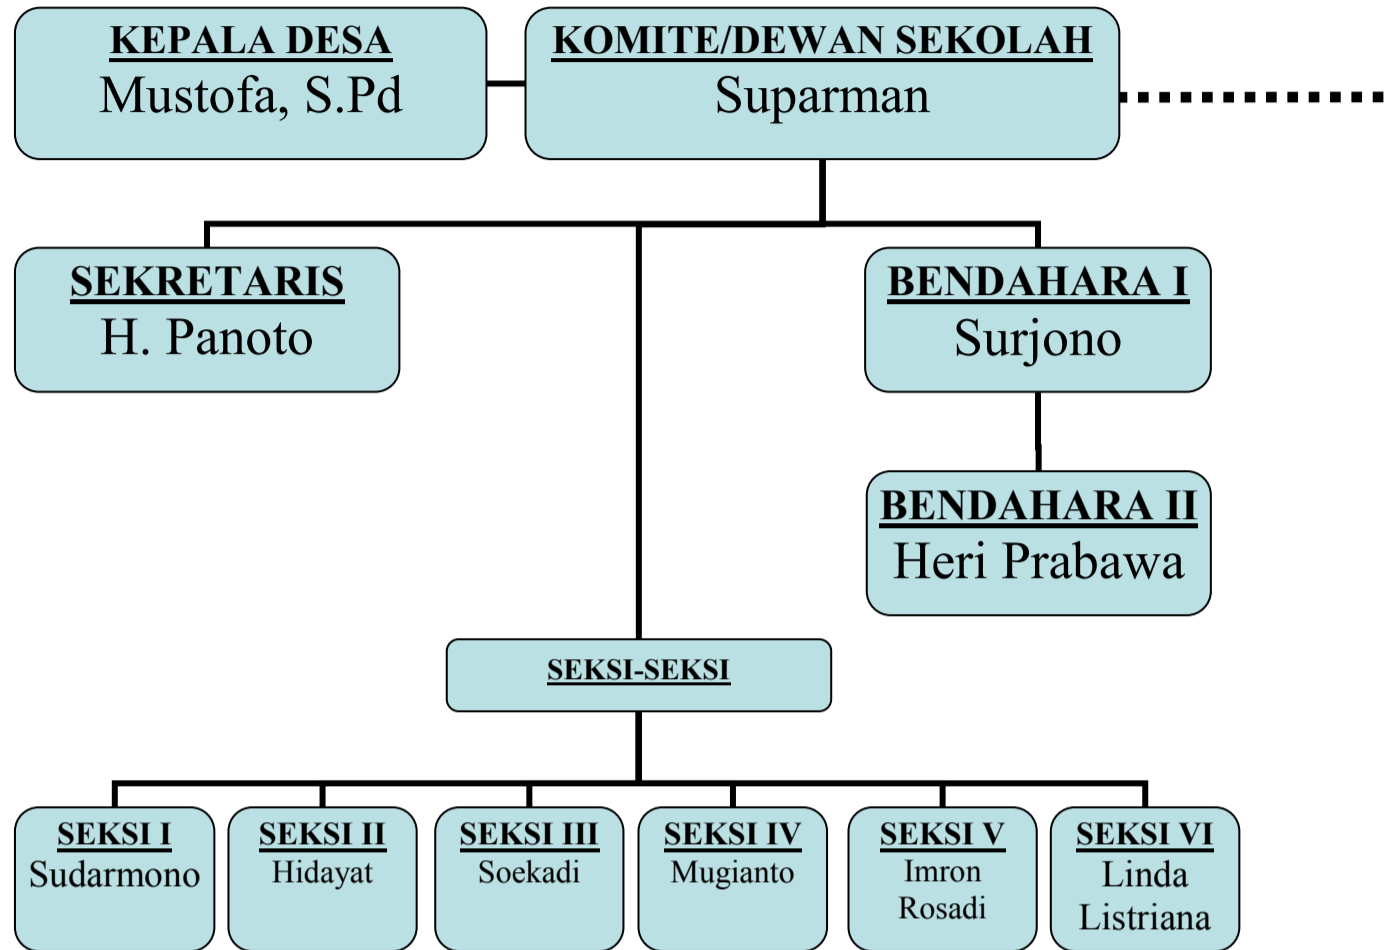 KEPALA DESA
Mustofa, S.Pd
KOMITE/DEWAN SEKOLAH
Suparman
SEKRETARIS
H. Panoto
BENDAHARA I
Surjono
BENDAHARA II
Heri Prabawa
SEKSI-SEKSI
SEKSI I
Sudarmono
SEKSI II
Hidayat
SEKSI III
Soekadi
SEKSI IV
Mugianto
SEKSI V
Imron
Rosadi
SEKSI VI
Linda
Listriana